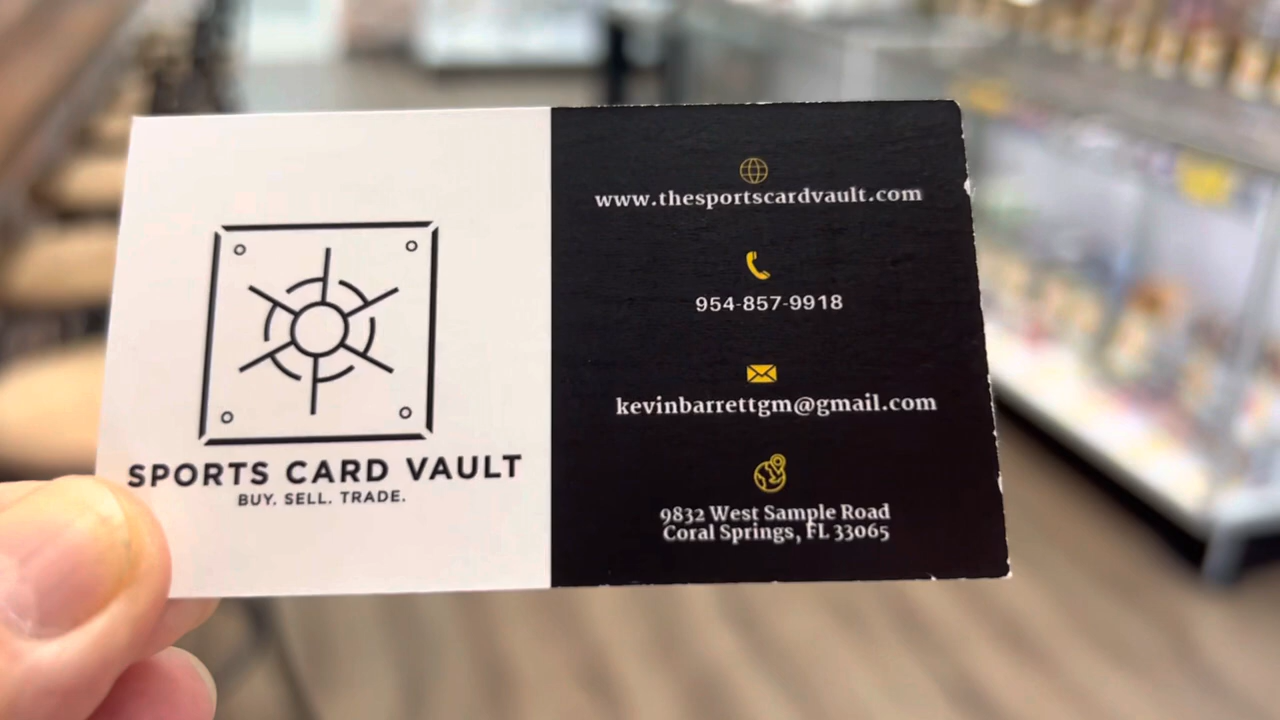 SPORTS CARD VAULT
BUY. SELL. TRADE.
www.thesportscardvault.com
954-857-9918
kevinbarrettgm@gmail.com
9832 West Sample Road
Coral Springs, FL 33065